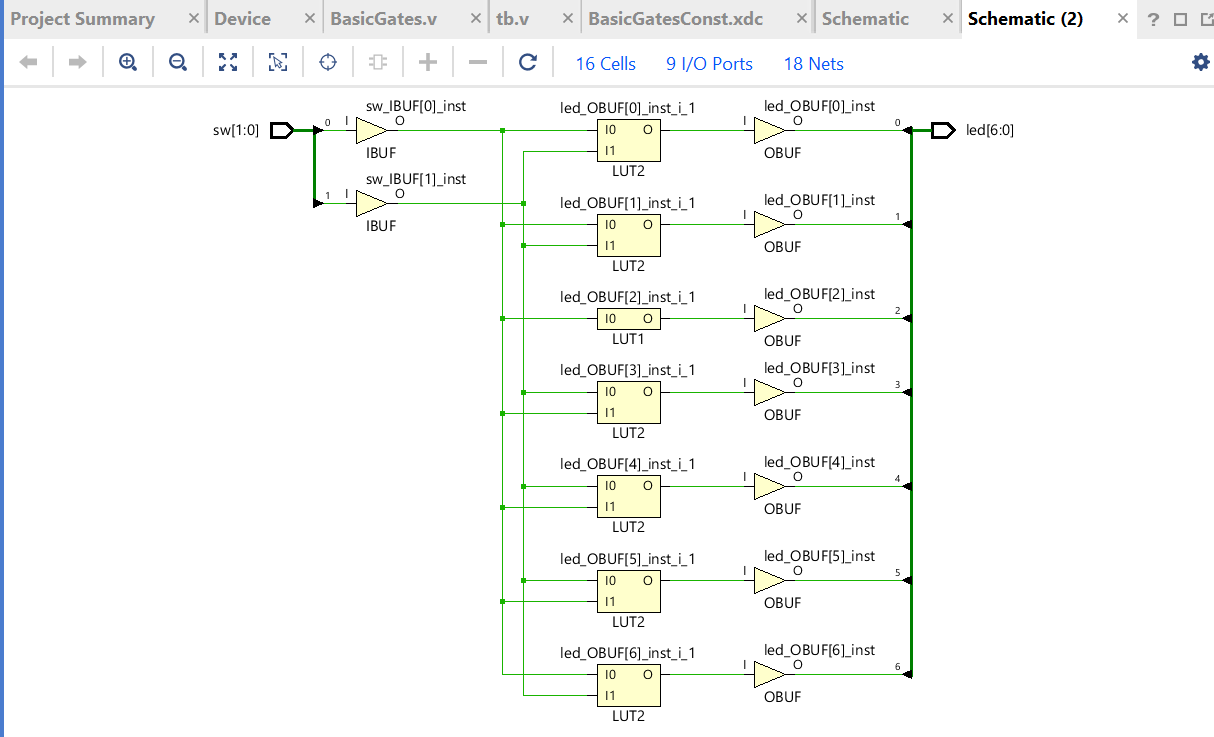 Project Summary × Device × BasicGates.v × tb.v × BasicGatesConst.xdc × Schematic × Schematic (2) × ?
16 Cells 9 I/O Ports 18 Nets
sw_IBUF[0]_inst led_OBUF[0]_inst_i_1 led_OBUF[0]_inst
sw[1:0] 0 I O I0 O I O 0 led[6:0]
IBUF I1 OBUF
LUT2
sw_IBUF[1]_inst
1 I O led_OBUF[1]_inst_i_1 led_OBUF[1]_inst
IBUF I0 O I O 1
I1 OBUF
LUT2
led_OBUF[2]_inst_i_1 led_OBUF[2]_inst
I0 O I O 2
LUT1 OBUF
led_OBUF[3]_inst_i_1 led_OBUF[3]_inst
I0 O I O 3
I1 OBUF
LUT2
led_OBUF[4]_inst_i_1 led_OBUF[4]_inst
I0 O I O 4
I1 OBUF
LUT2
led_OBUF[5]_inst_i_1 led_OBUF[5]_inst
I0 O I O 5
I1 OBUF
LUT2
led_OBUF[6]_inst_i_1 led_OBUF[6]_inst
I0 O I O 6
I1 OBUF
LUT2